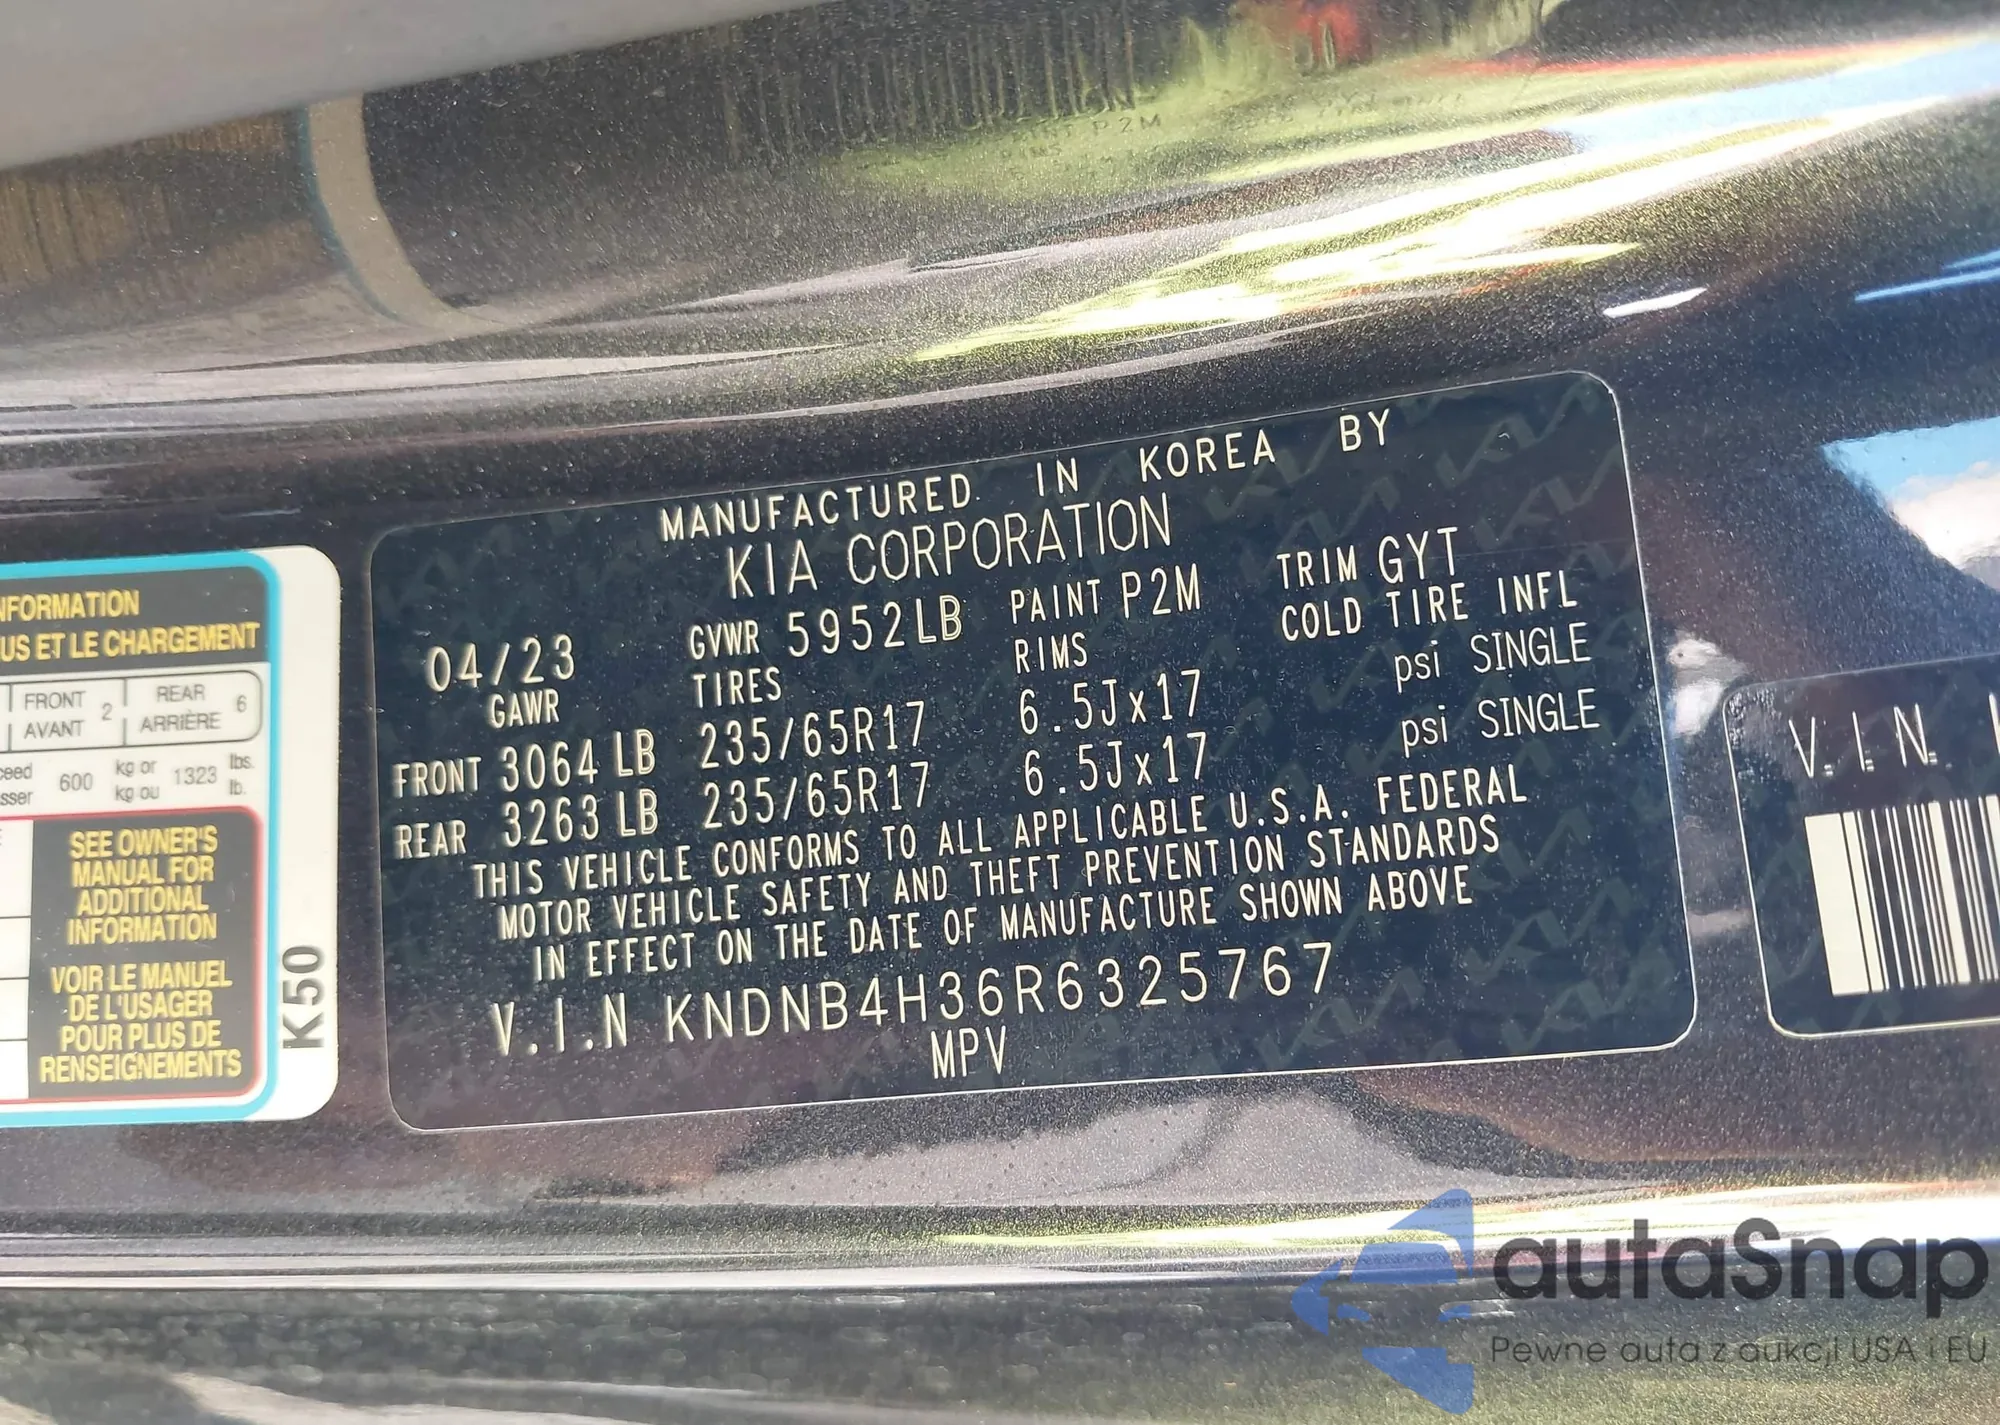 NFORMATION
US ET LE CHARGEMENT
FRONT 2 REAR 6
AVANT ARRIÈRE
ceed 600 kg or 1323 lbs.
sser kg ou lb.
SEE OWNER'S
MANUAL FOR
ADDITIONAL
INFORMATION
VOIR LE MANUEL
DE L'USAGER
POUR PLUS DE
RENSEIGNEMENTS
K50
MANUFACTURED IN KOREA BY
KIA CORPORATION
04/23 GVWR 5952LB PAINT P2M TRIM GYT
GAWR TIRES RIMS COLD TIRE INFL
FRONT 3064 LB 235/65R17 6.5Jx17 psi SINGLE
REAR 3263 LB 235/65R17 6.5Jx17 psi SINGLE
THIS VEHICLE CONFORMS TO ALL APPLICABLE U.S.A. FEDERAL
MOTOR VEHICLE SAFETY AND THEFT PREVENTION STANDARDS
IN EFFECT ON THE DATE OF MANUFACTURE SHOWN ABOVE
V.I.N KNDNB4H36R6325767
MPV
V.I.N.
autaSnap
Pewne auta z aukcji USA i EU